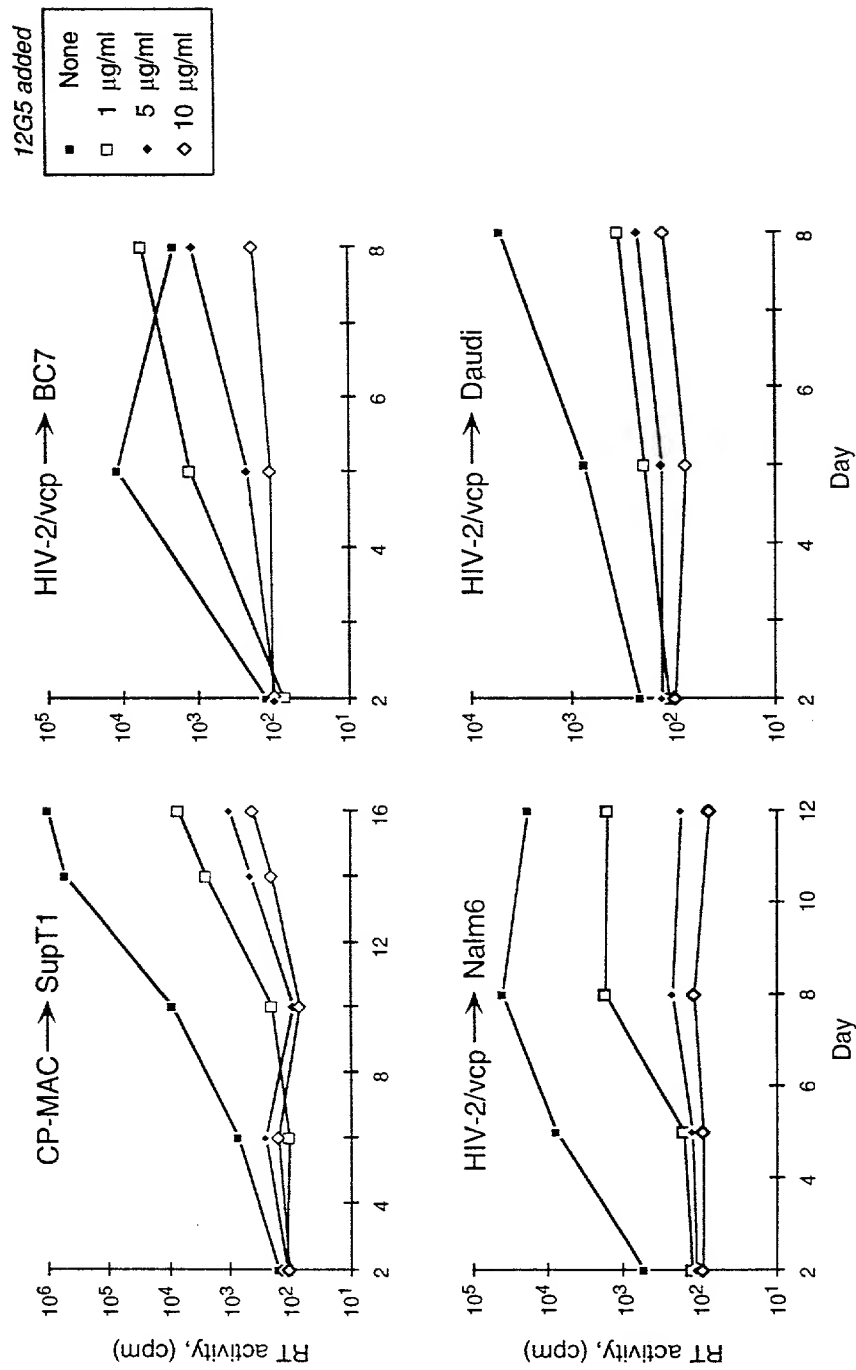 12G5 added
None
1 µg/ml
5 µg/ml
10 µg/ml
CP-MAC → SupT1
RT activity, (cpm)
10⁶
10⁵
10⁴
10³
10²
10¹
2 4 8 12 16
HIV-2/vcp → BC7
10⁵
10⁴
10³
10²
10¹
2 4 6 8
HIV-2/vcp → Nalm6
RT activity, (cpm)
10⁵
10⁴
10³
10²
10¹
2 4 6 8 10 12
Day
HIV-2/vcp → Daudi
10⁴
10³
10²
10¹
2 4 6 8
Day